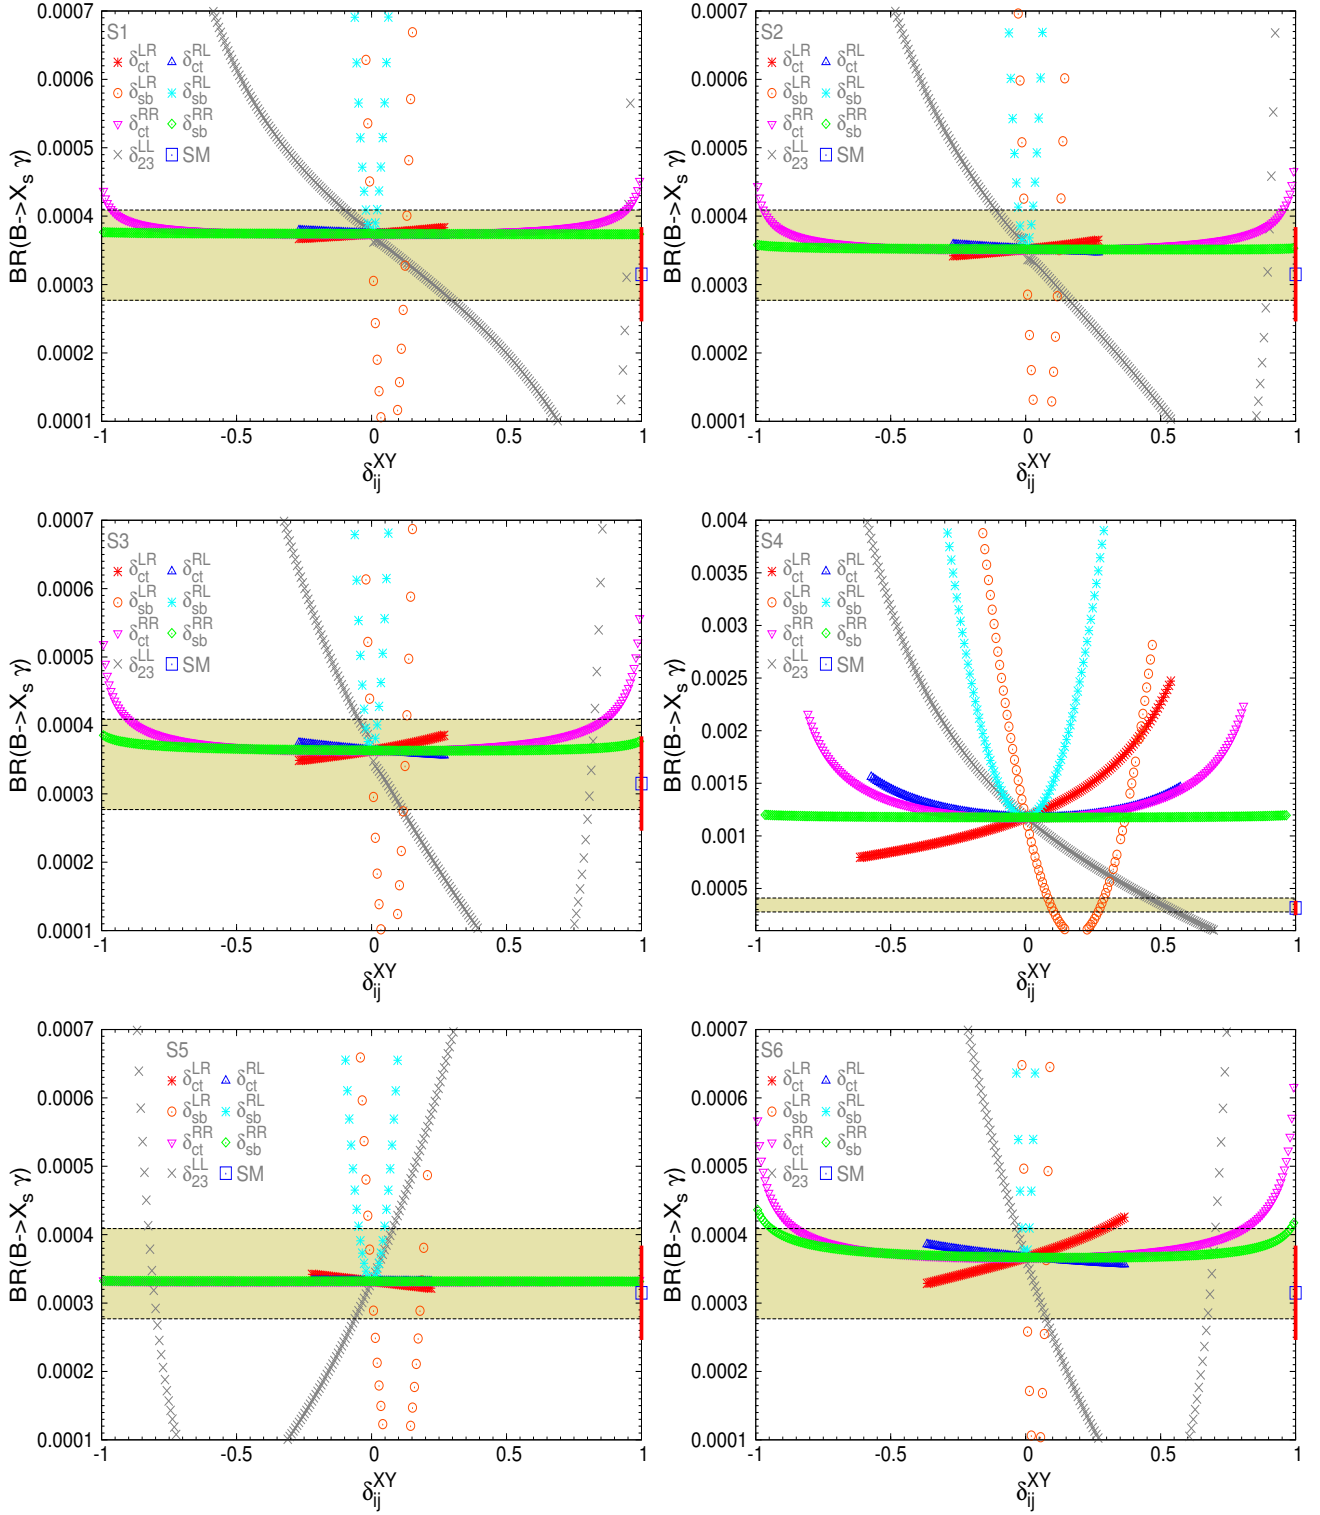 S1
δ_ct^LR δ_ct^RL
δ_sb^LR δ_sb^RL
δ_ct^RR δ_sb^RR
δ_23^LL SM
0.0007
0.0006
0.0005
0.0004
0.0003
0.0002
0.0001
BR(B->X_s γ)
-1 -0.5 0 0.5 1
δ_ij^XY
S2
δ_ct^LR δ_ct^RL
δ_sb^LR δ_sb^RL
δ_ct^RR δ_sb^RR
δ_23^LL SM
0.0007
0.0006
0.0005
0.0004
0.0003
0.0002
0.0001
BR(B->X_s γ)
-1 -0.5 0 0.5 1
δ_ij^XY
S3
δ_ct^LR δ_ct^RL
δ_sb^LR δ_sb^RL
δ_ct^RR δ_sb^RR
δ_23^LL SM
0.0007
0.0006
0.0005
0.0004
0.0003
0.0002
0.0001
BR(B->X_s γ)
-1 -0.5 0 0.5 1
δ_ij^XY
S4
δ_ct^LR δ_ct^RL
δ_sb^LR δ_sb^RL
δ_ct^RR δ_sb^RR
δ_23^LL SM
0.004
0.0035
0.003
0.0025
0.002
0.0015
0.001
0.0005
BR(B->X_s γ)
-1 -0.5 0 0.5 1
δ_ij^XY
S5
δ_ct^LR δ_ct^RL
δ_sb^LR δ_sb^RL
δ_ct^RR δ_sb^RR
δ_23^LL SM
0.0007
0.0006
0.0005
0.0004
0.0003
0.0002
0.0001
BR(B->X_s γ)
-1 -0.5 0 0.5 1
δ_ij^XY
S6
δ_ct^LR δ_ct^RL
δ_sb^LR δ_sb^RL
δ_ct^RR δ_sb^RR
δ_23^LL SM
0.0007
0.0006
0.0005
0.0004
0.0003
0.0002
0.0001
BR(B->X_s γ)
-1 -0.5 0 0.5 1
δ_ij^XY